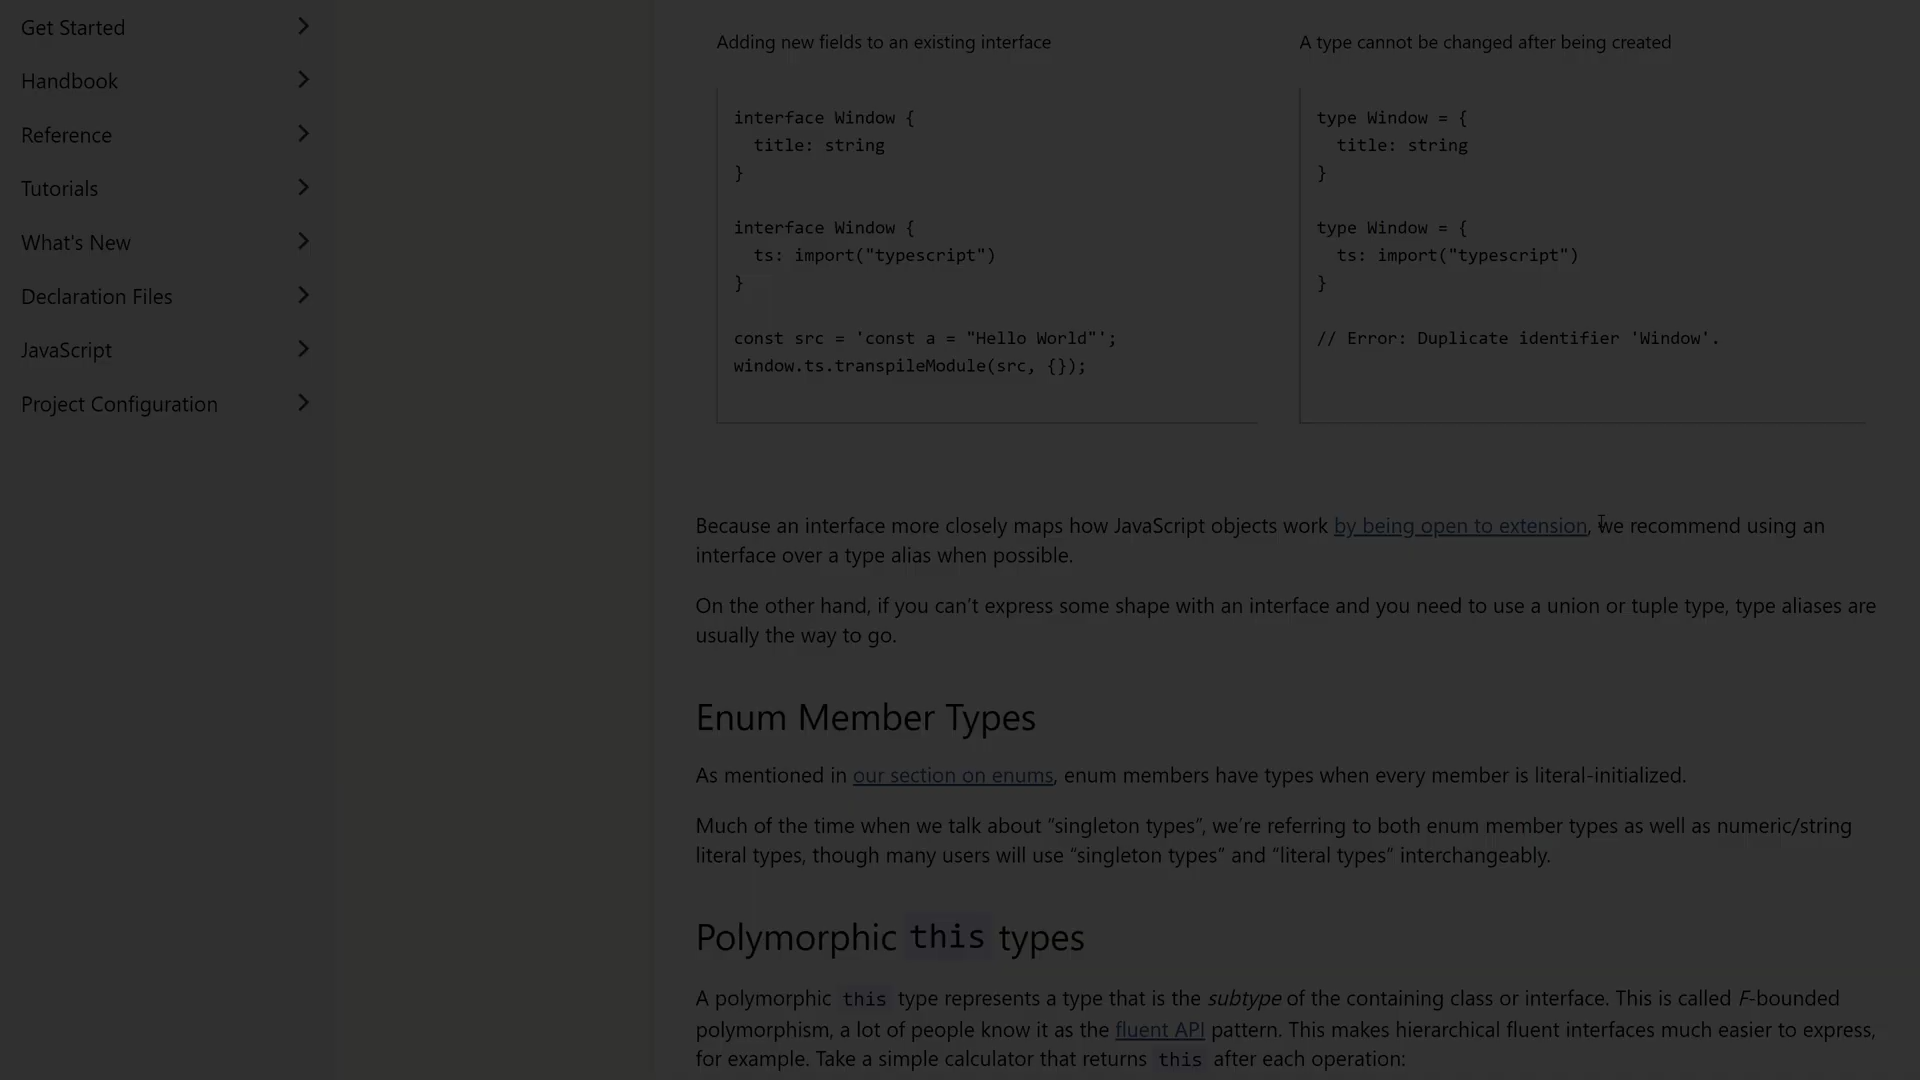 Get Started
Handbook
Reference
Tutorials
What's New
Declaration Files
JavaScript
Project Configuration
Adding new fields to an existing interface
interface Window {
  title: string
}
interface Window {
  ts: import("typescript")
}
const src = 'const a = "Hello World"';
window.ts.transpileModule(src, {});
A type cannot be changed after being created
type Window = {
  title: string
}
type Window = {
  ts: import("typescript")
}
// Error: Duplicate identifier 'Window'.
Because an interface more closely maps how JavaScript objects work by being open to extension, we recommend using an
interface over a type alias when possible.
On the other hand, if you can’t express some shape with an interface and you need to use a union or tuple type, type aliases are
usually the way to go.
Enum Member Types
As mentioned in our section on enums, enum members have types when every member is literal-initialized.
Much of the time when we talk about “singleton types”, we’re referring to both enum member types as well as numeric/string
literal types, though many users will use “singleton types” and “literal types” interchangeably.
Polymorphic this types
A polymorphic this type represents a type that is the subtype of the containing class or interface. This is called F-bounded
polymorphism, a lot of people know it as the fluent API pattern. This makes hierarchical fluent interfaces much easier to express,
for example. Take a simple calculator that returns this after each operation: